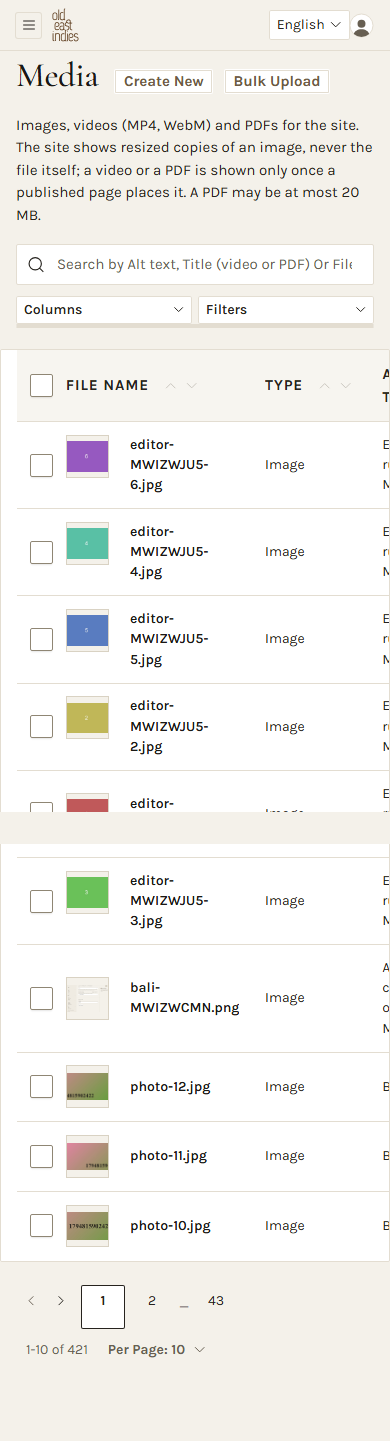 old
east
indies
English
Media
Create New
Bulk Upload
Images, videos (MP4, WebM) and PDFs for the site.
The site shows resized copies of an image, never the
file itself; a video or a PDF is shown only once a
published page places it. A PDF may be at most 20
MB.
Search by Alt text, Title (video or PDF) Or File
Columns
Filters
FILE NAME
TYPE
editor-
MWIZWJU5-
6.jpg
Image
editor-
MWIZWJU5-
4.jpg
Image
editor-
MWIZWJU5-
5.jpg
Image
editor-
MWIZWJU5-
2.jpg
Image
editor-
editor-
MWIZWJU5-
3.jpg
Image
bali-
MWIZWCMN.png
Image
photo-12.jpg
Image
photo-11.jpg
Image
photo-10.jpg
Image
1
2
43
1-10 of 421
Per Page: 10